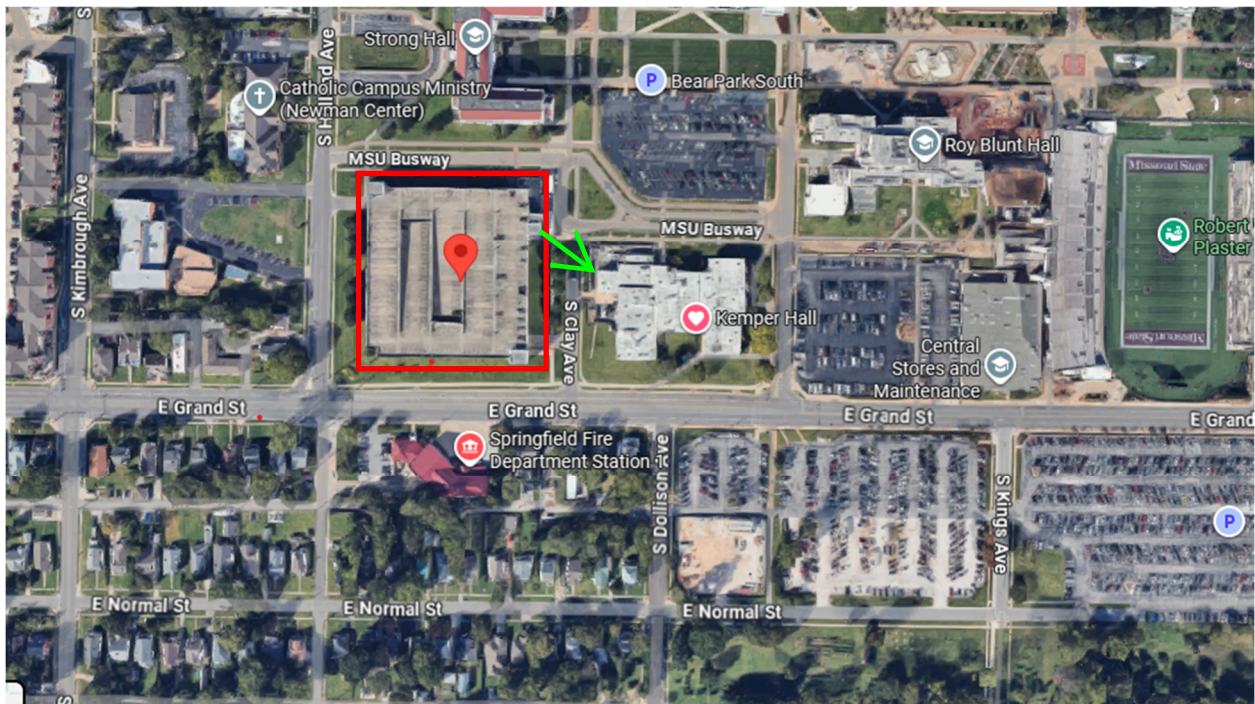 S Holland Ave
Strong Hall
Catholic Campus Ministry
(Newman Center)
P
Bear Park South
Roy Blunt Hall
MSU Busway
Missouri State
S Kimbrough Ave
MSU Busway
Robert
Plaster
S Clay Ave
Kemper Hall
Central
Stores and
Maintenance
Missouri State
E Grand St
E Grand St
E Grand St
E Grand
Springfield Fire
Department Station
S Dollison Ave
S Kings Ave
P
E Normal St
E Normal St
E Normal St
S